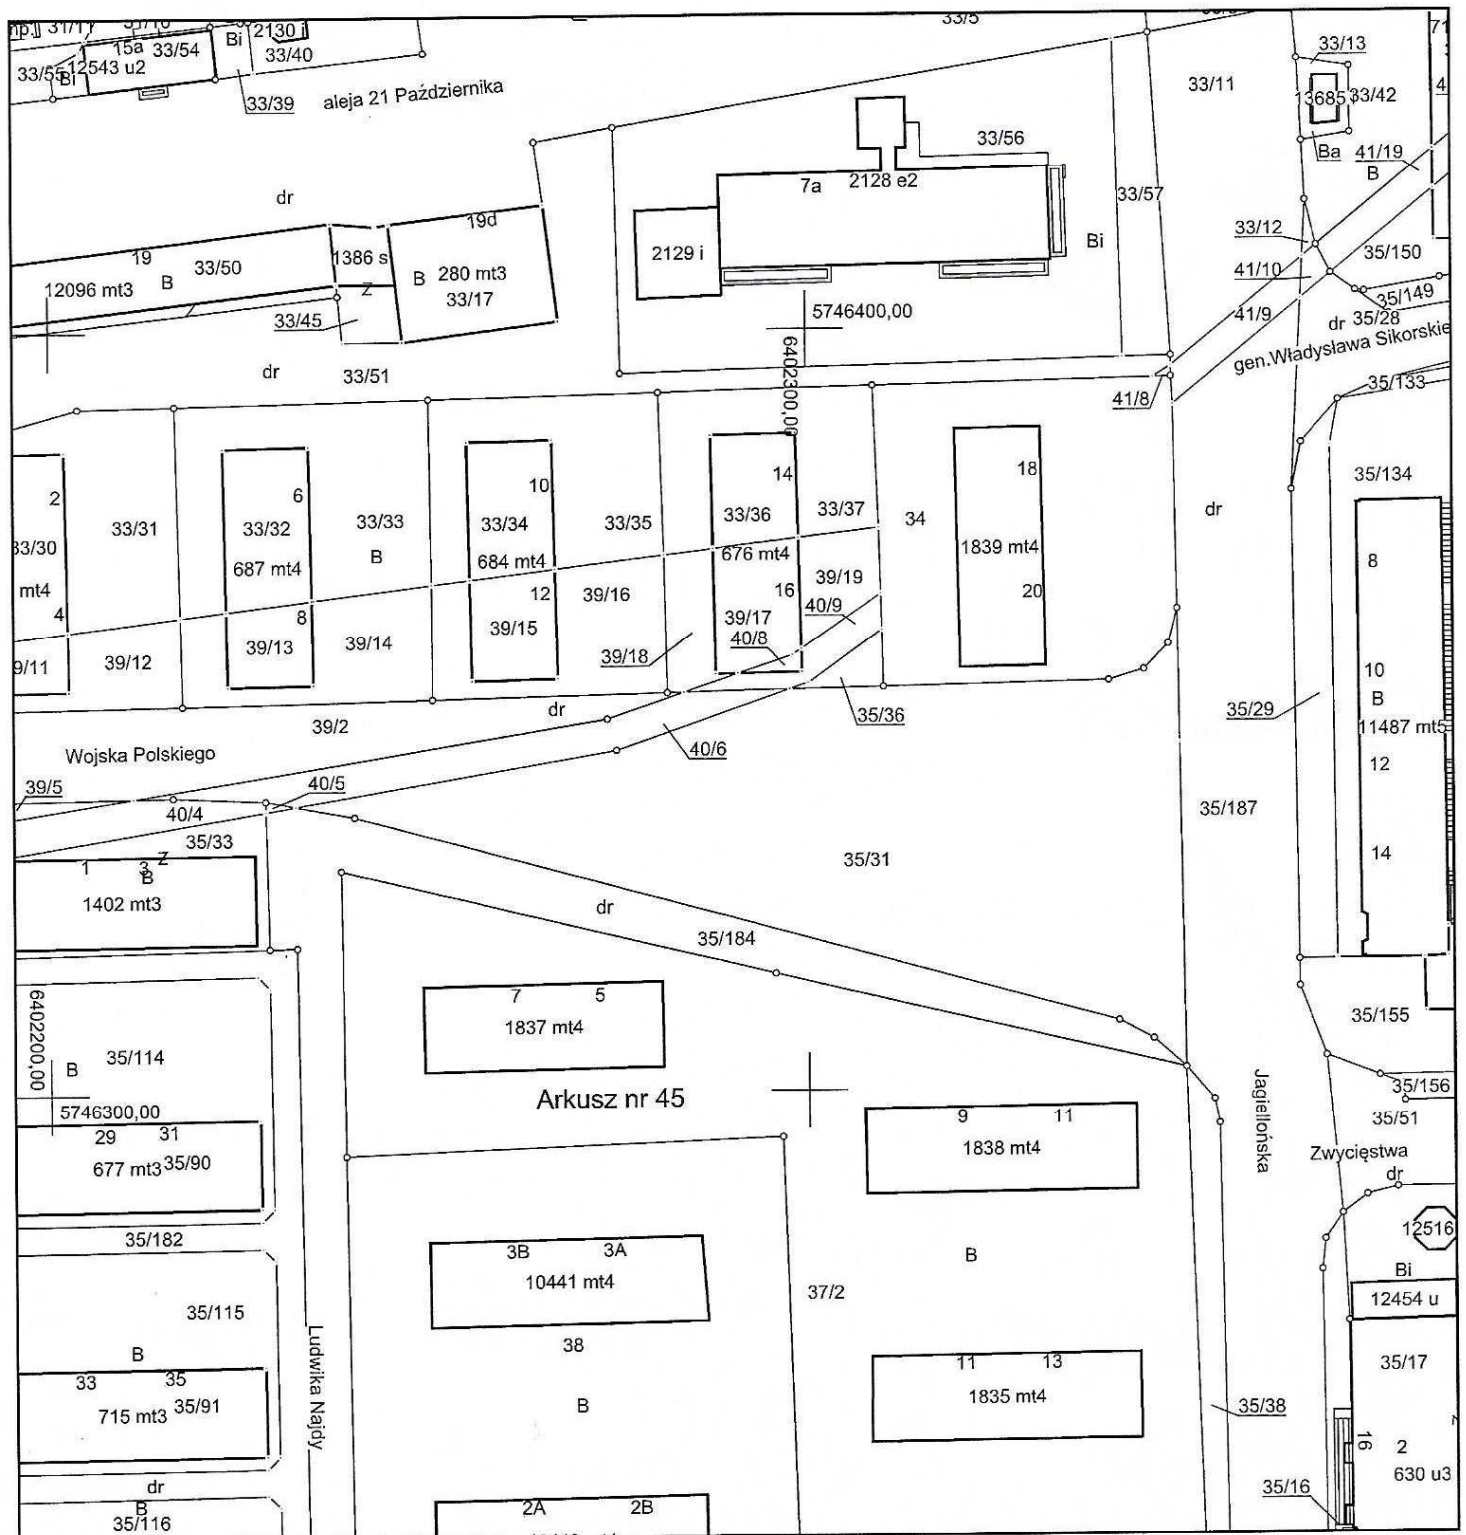 31/11
15a
33/54
Bi
2130 i
33/40
33/55
Bi
12543 u2
33/39
aleja 21 Października
33/5
33/11
33/13
13685
33/42
Ba
41/19
B
33/56
7a
2128 e2
33/57
2129 i
Bi
33/12
41/10
35/150
35/149
41/9
dr
35/28
gen.Władysława Sikorskie
dr
19
33/50
B
12096 mt3
1386 s
Z
19d
B
280 mt3
33/17
33/45
5746400,00
6402300,00
dr
33/51
41/8
35/133
35/134
2
33/30
mt4
4
33/31
6
33/32
687 mt4
8
33/33
B
10
33/34
684 mt4
12
33/35
14
33/36
676 mt4
16
33/37
34
18
1839 mt4
20
dr
8
39/12
39/13
39/14
39/15
39/16
39/18
39/17
40/8
39/19
40/9
10
B
11487 mt5
12
14
35/29
39/2
dr
40/6
35/36
Wojska Polskiego
39/5
40/4
40/5
35/33
35/187
35/31
1
3
Z
B
1402 mt3
dr
35/184
6402200,00
35/114
B
5746300,00
7
5
1837 mt4
Arkusz nr 45
35/155
35/156
35/51
Jagiellońska
Zwycięstwa
dr
29
31
677 mt3
35/90
9
11
1838 mt4
35/182
3B
3A
10441 mt4
B
37/2
12516
Bi
12454 u
35/115
B
38
B
Ludwika Najdy
33
35
715 mt3
35/91
11
13
1835 mt4
35/17
35/38
16
2
630 u3
35/16
dr
B
35/116
2A
2B